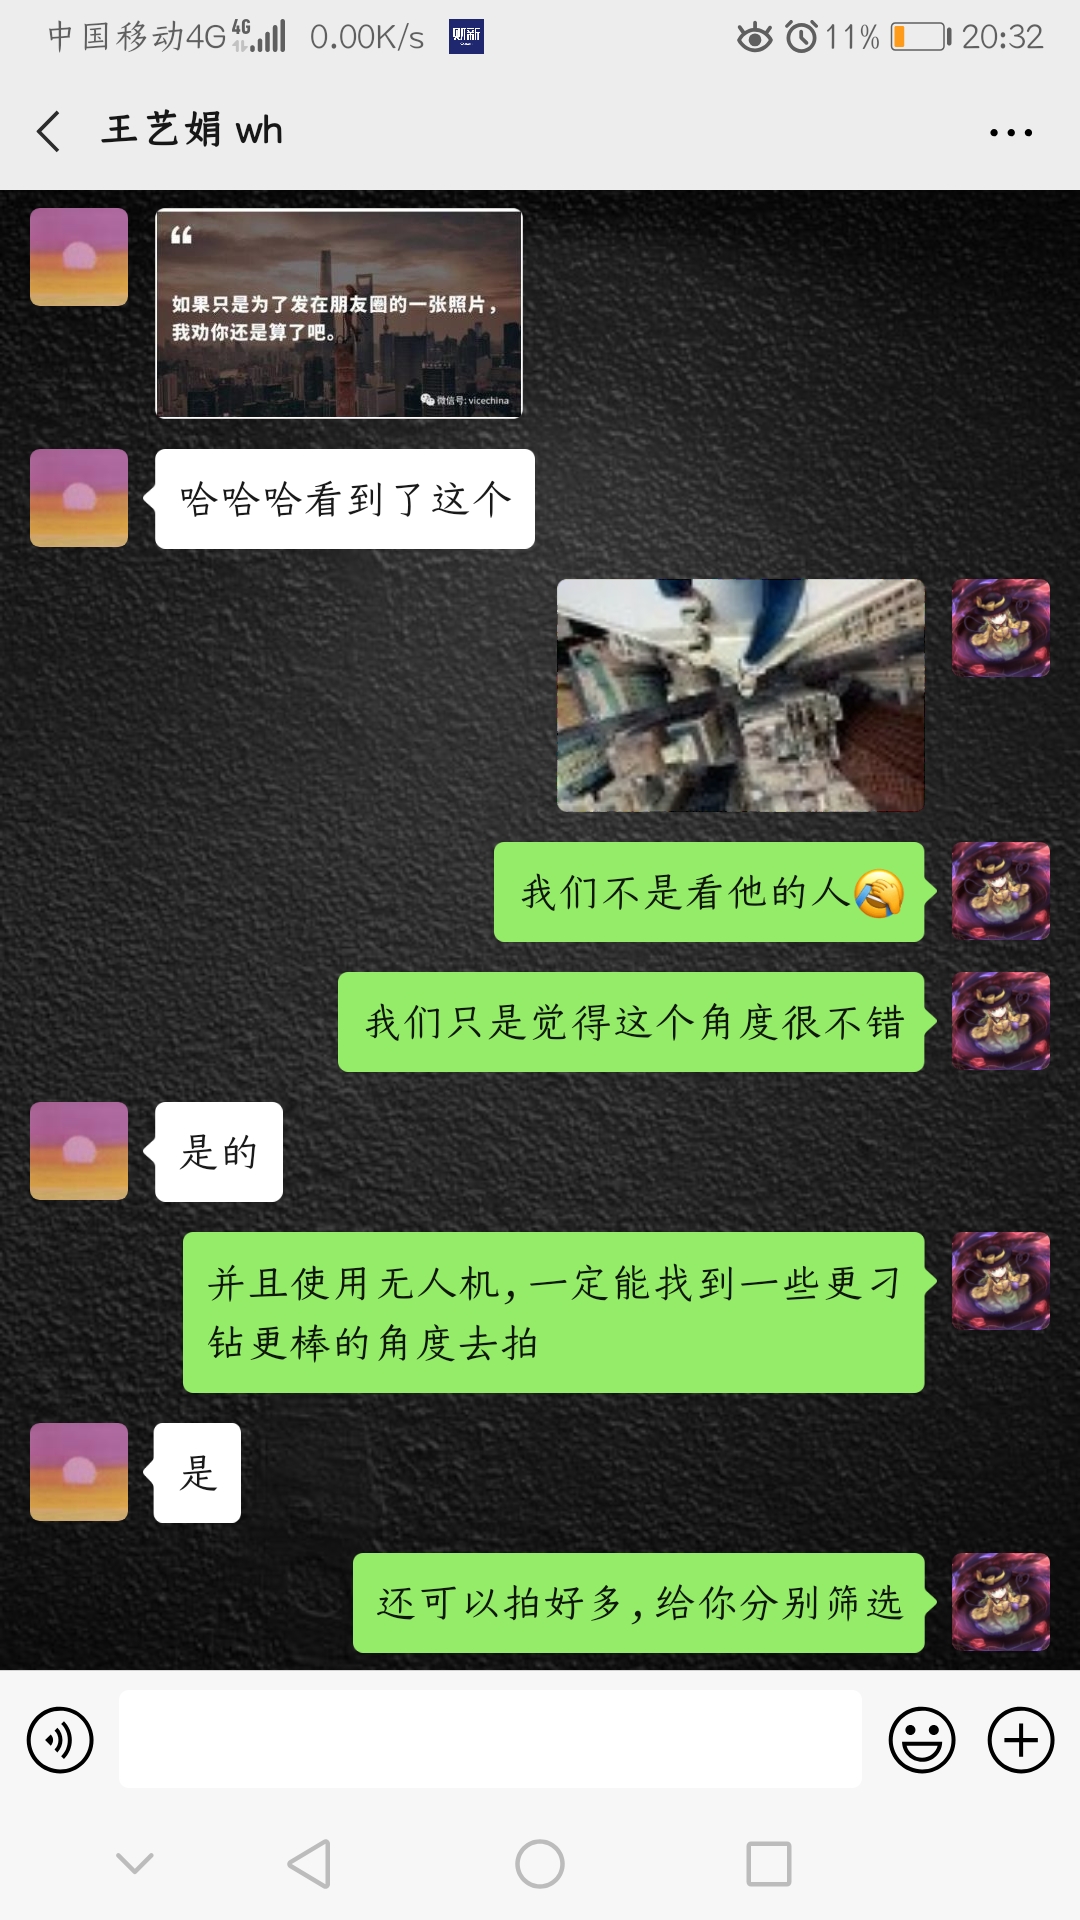 中国移动4G 4G 0.00K/s 财新 11% 20:32
王艺娟 wh
如果只是为了发在朋友圈的一张照片，
我劝你还是算了吧。
微信号: vicechina
哈哈哈看到了这个
我们不是看他的人🤦
我们只是觉得这个角度很不错
是的
并且使用无人机，一定能找到一些更刁
钻更棒的角度去拍
是
还可以拍好多，给你分别筛选